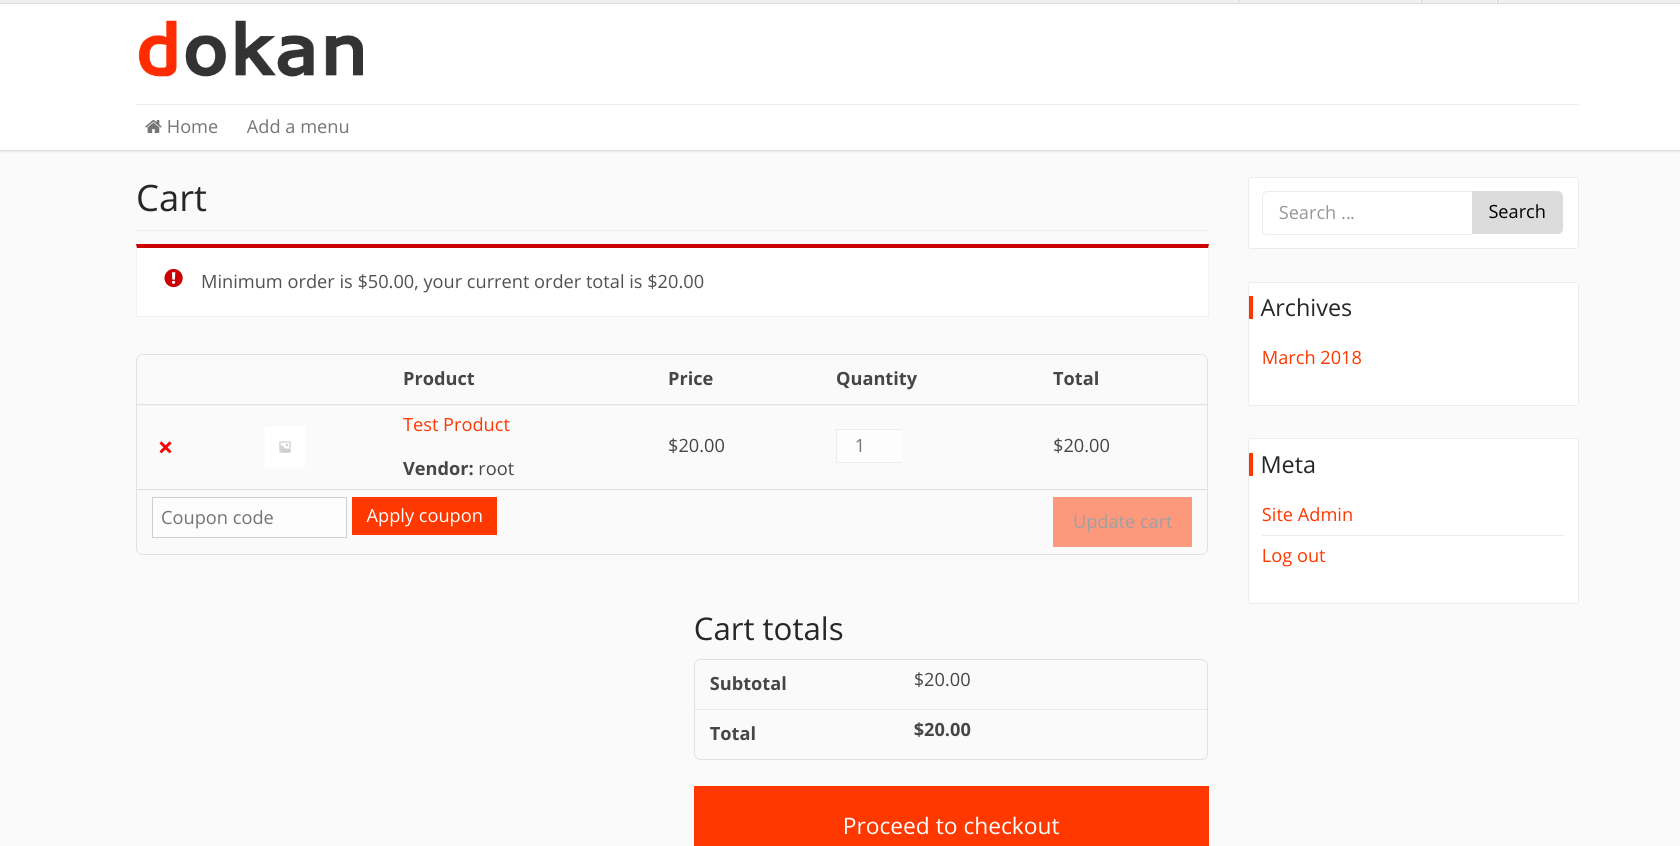 dokan
Home Add a menu
Cart
Minimum order is $50.00, your current order total is $20.00
Product Price Quantity Total
Test Product
Vendor: root
$20.00 1 $20.00
Coupon code Apply coupon Update cart
Cart totals
Subtotal $20.00
Total $20.00
Proceed to checkout
Search ... Search
Archives
March 2018
Meta
Site Admin
Log out